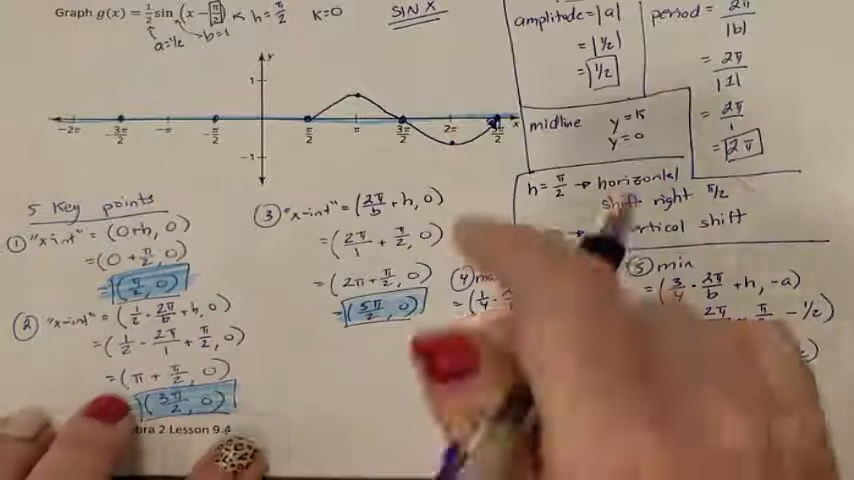 Graph g(x) = 1/2 sin (x − π/2) ← h = π/2 K=0 SIN X
a=1/2 b=1
amplitude = |a|
= |1/2|
= 1/2
period = 2π/|b|
= 2π/|1|
= 2π/1
= 2π
midline y = K
y = 0
y
1
−2π −3π/2 −π −π/2 π/2 π 3π/2 2π 5π/2 x
−1
h = π/2 → horizontal
shift right π/2
vertical shift
5 Key points
① "x-int" = (0+h, 0)
= (0 + π/2, 0)
= (π/2, 0)
② "x-int" = (1/2 · 2π/b + h, 0)
= (1/2 · 2π/1 + π/2, 0)
= (π + π/2, 0)
(3π/2, 0)
③ "x-int" = (2π/b + h, 0)
= (2π/1 + π/2, 0)
= (2π + π/2, 0)
= (5π/2, 0)
④
= (1/4 ·
⑤ min
= (3/4 · 2π/b + h, −a)
2π π/2, −1/2)
bra 2 Lesson 9.4